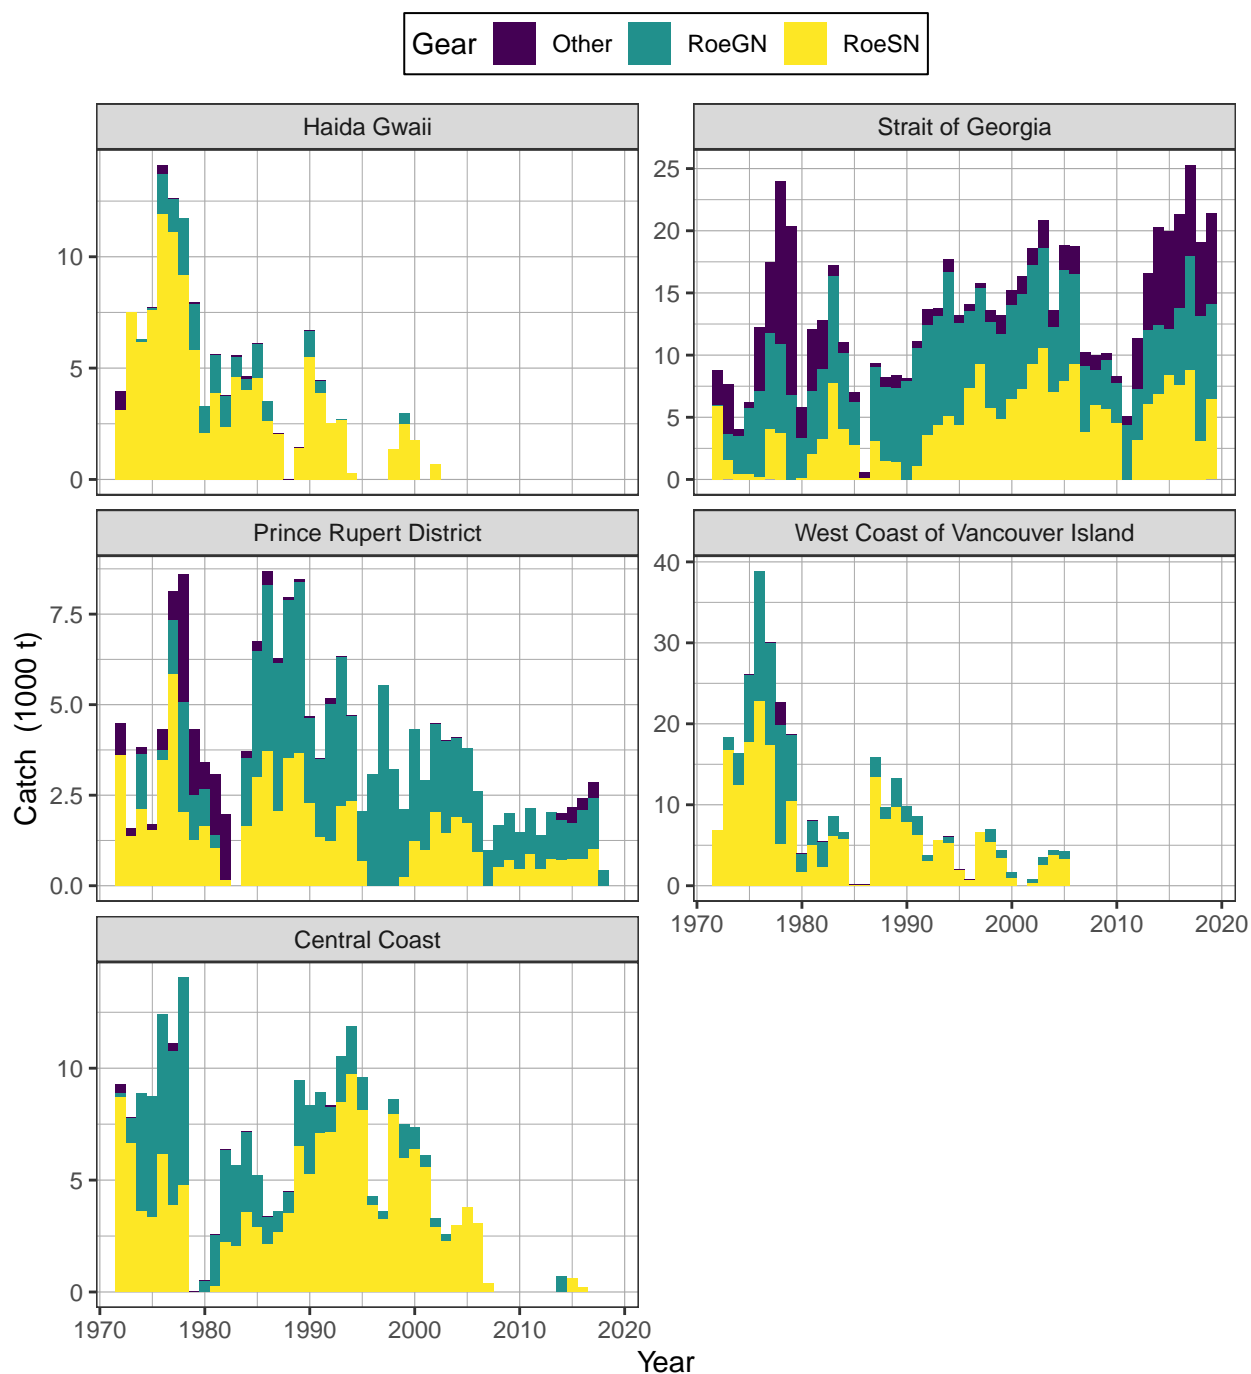 Gear Other RoeGN RoeSN
Haida Gwaii
10
5
0
Strait of Georgia
25
20
15
10
5
0
Prince Rupert District
7.5
5.0
2.5
0.0
West Coast of Vancouver Island
40
30
20
10
0
1970 1980 1990 2000 2010 2020
Central Coast
10
5
0
1970 1980 1990 2000 2010 2020
Catch (1000 t)
Year